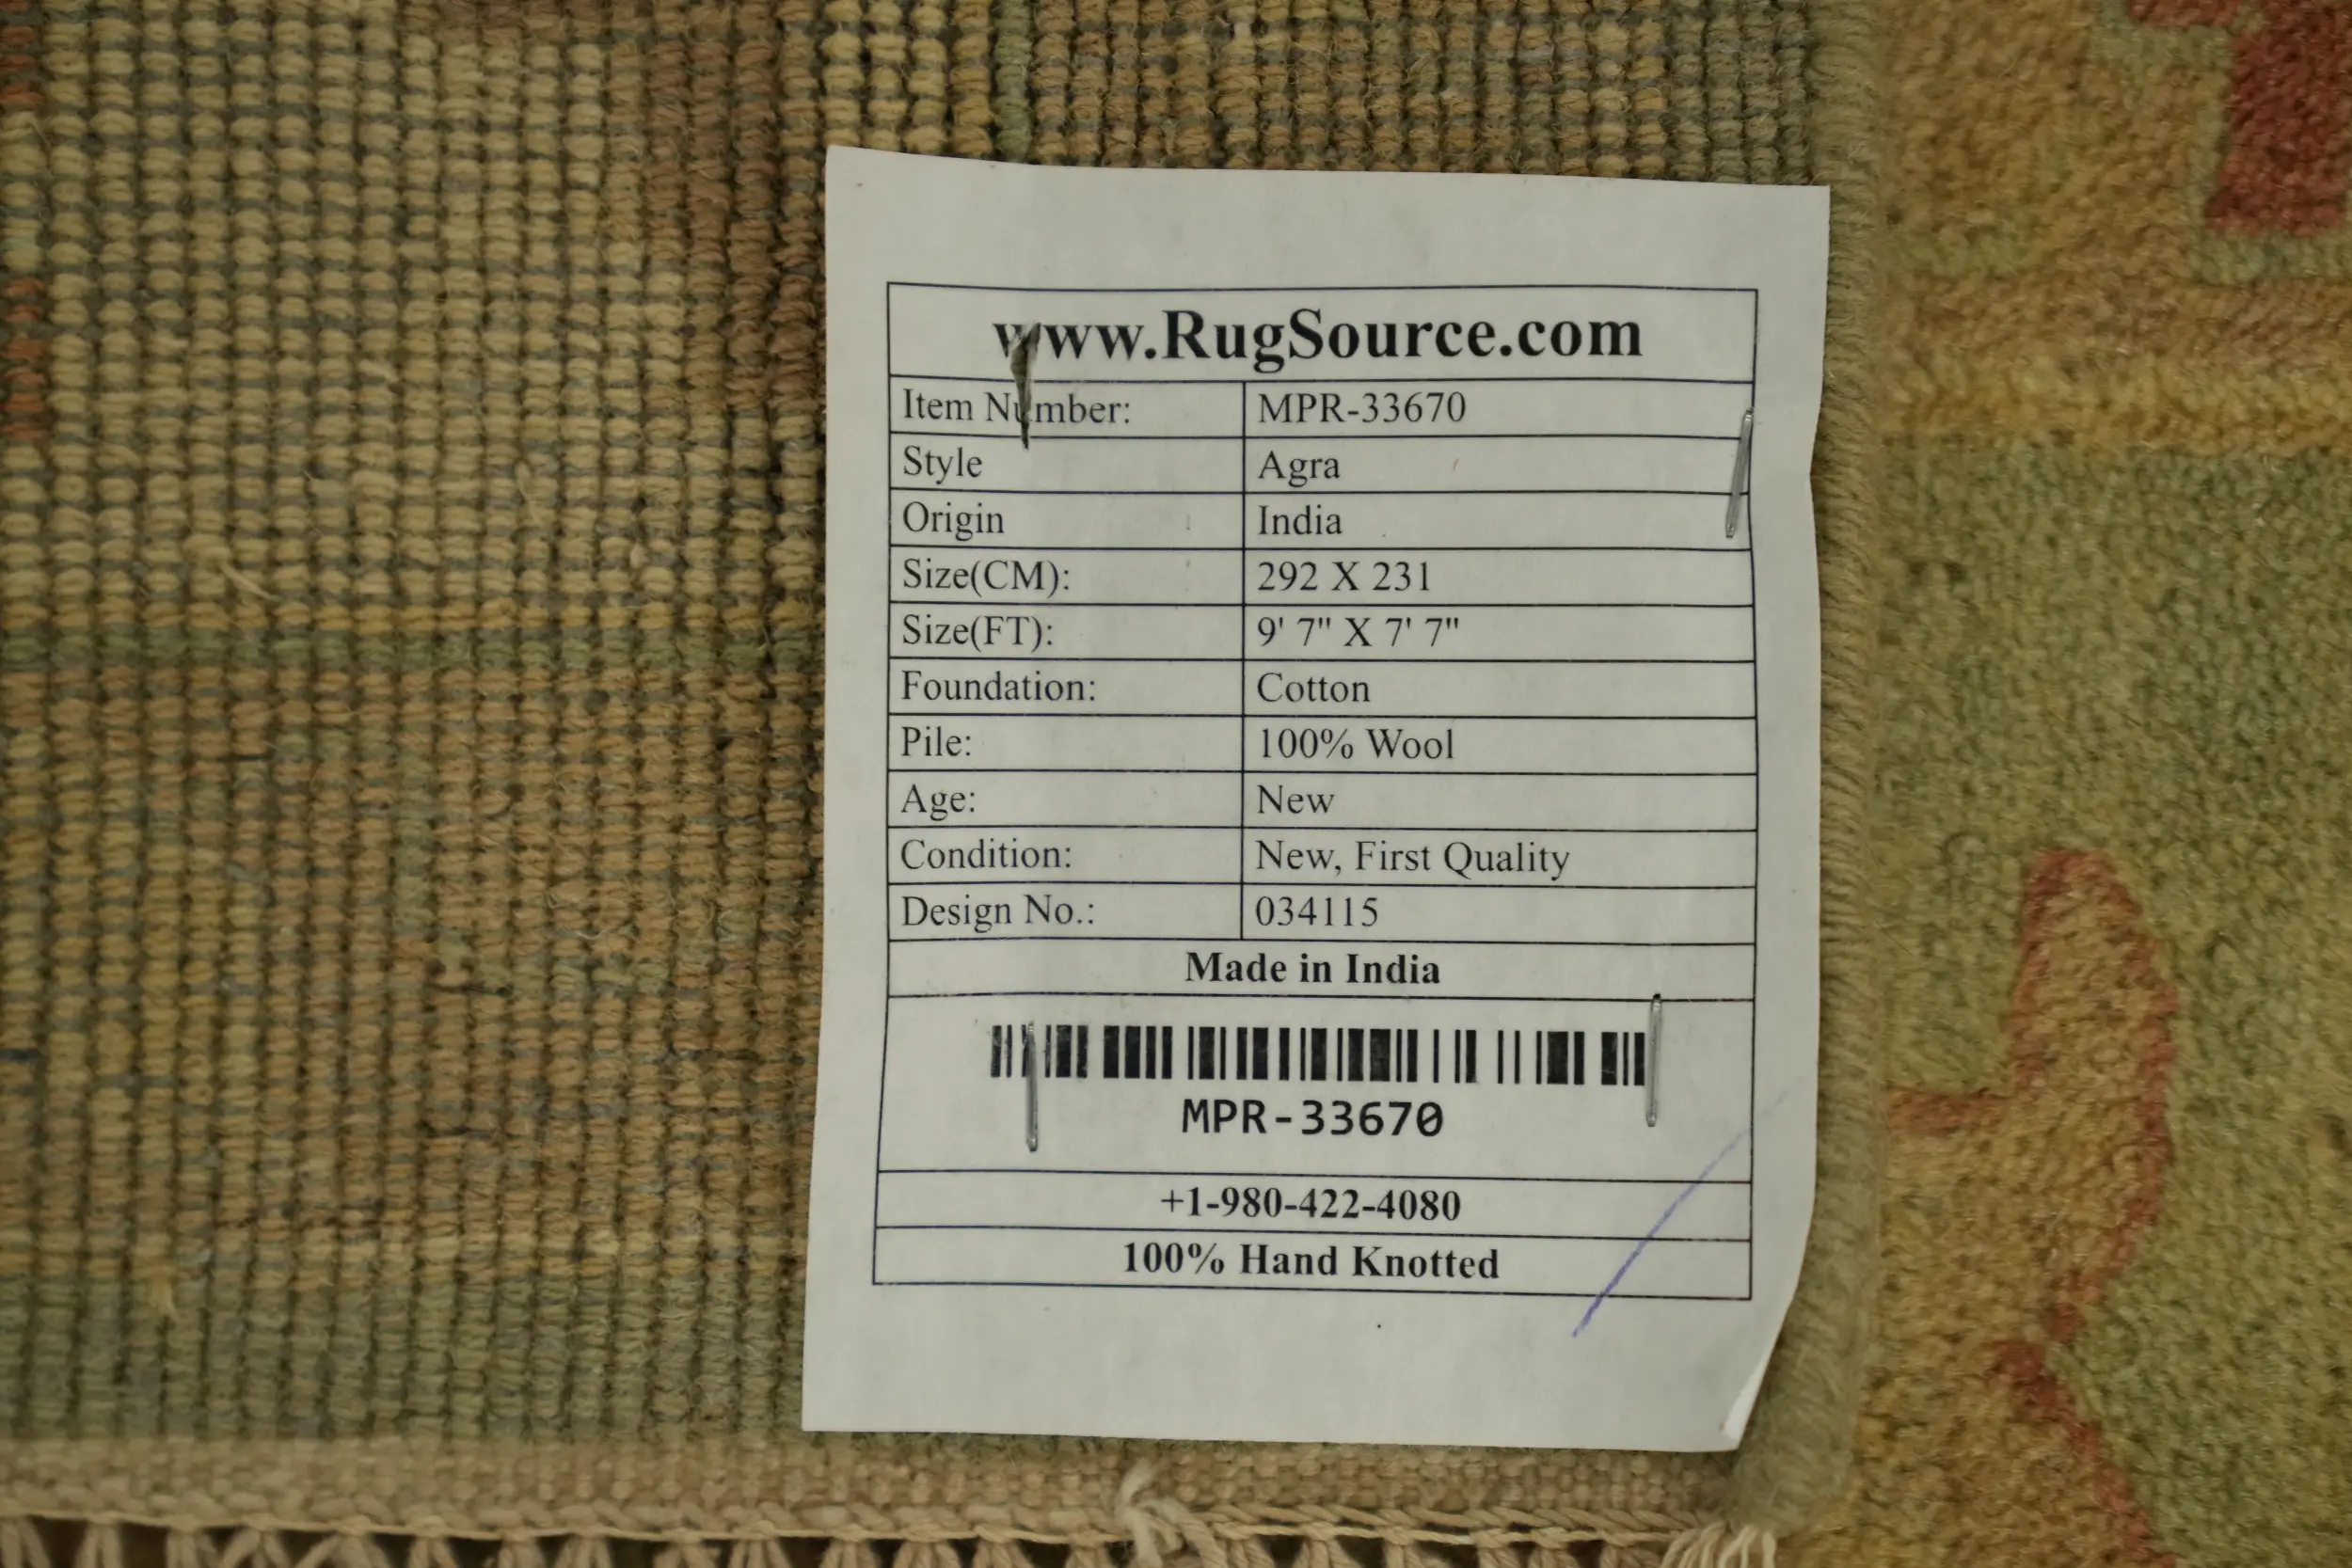 www.RugSource.com
Item Number: MPR-33670
Style Agra
Origin India
Size(CM): 292 X 231
Size(FT): 9' 7" X 7' 7"
Foundation: Cotton
Pile: 100% Wool
Age: New
Condition: New, First Quality
Design No.: 034115
Made in India
MPR-33670
+1-980-422-4080
100% Hand Knotted